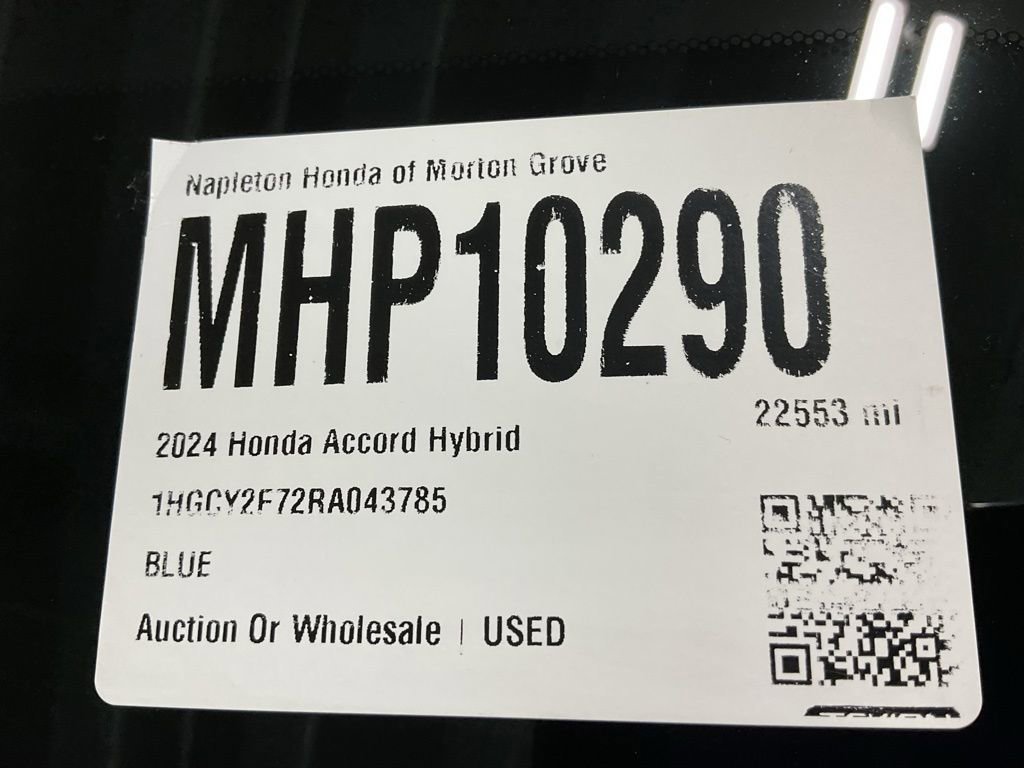 Napleton Honda of Morton Grove
MHP10290
22553 mi
2024 Honda Accord Hybrid
1HGCY2F72RA043785
BLUE
Auction Or Wholesale | USED